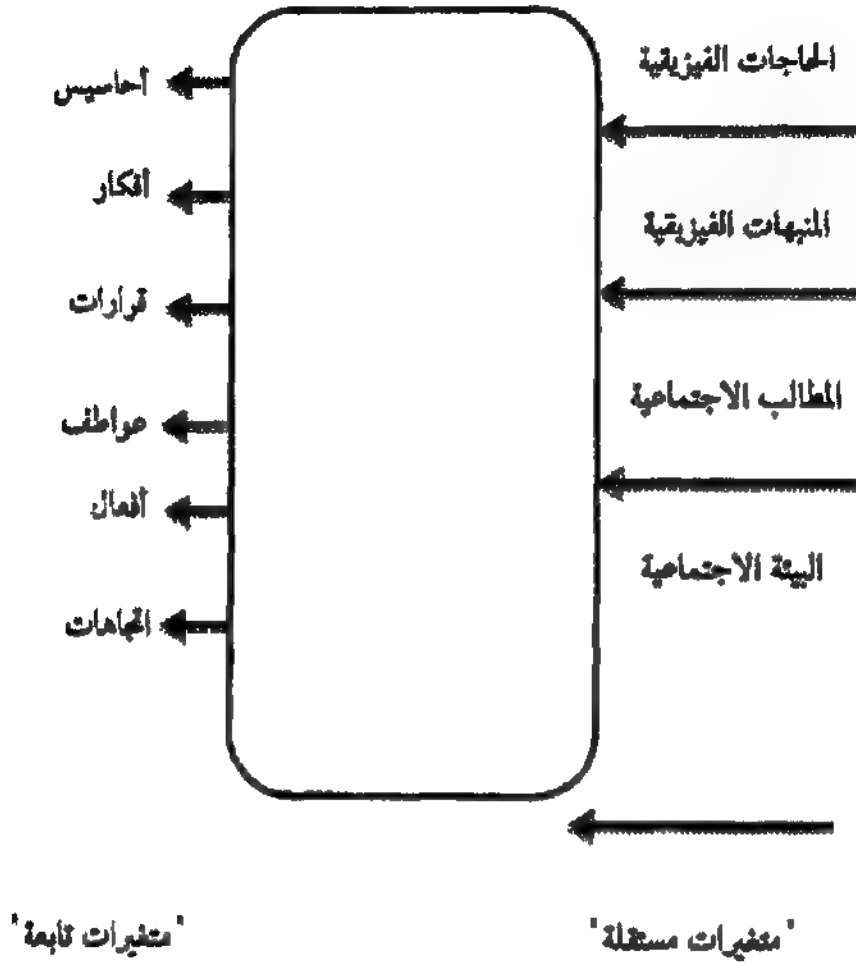 الحاجات الفيزيقية
أحاسيس
أفكار
المنبهات الفيزيقية
قرارات
المطالب الاجتماعية
عواطف
أفعال
البيئة الاجتماعية
اتجاهات
"متغيرات مستقلة"
"متغيرات تابعة"